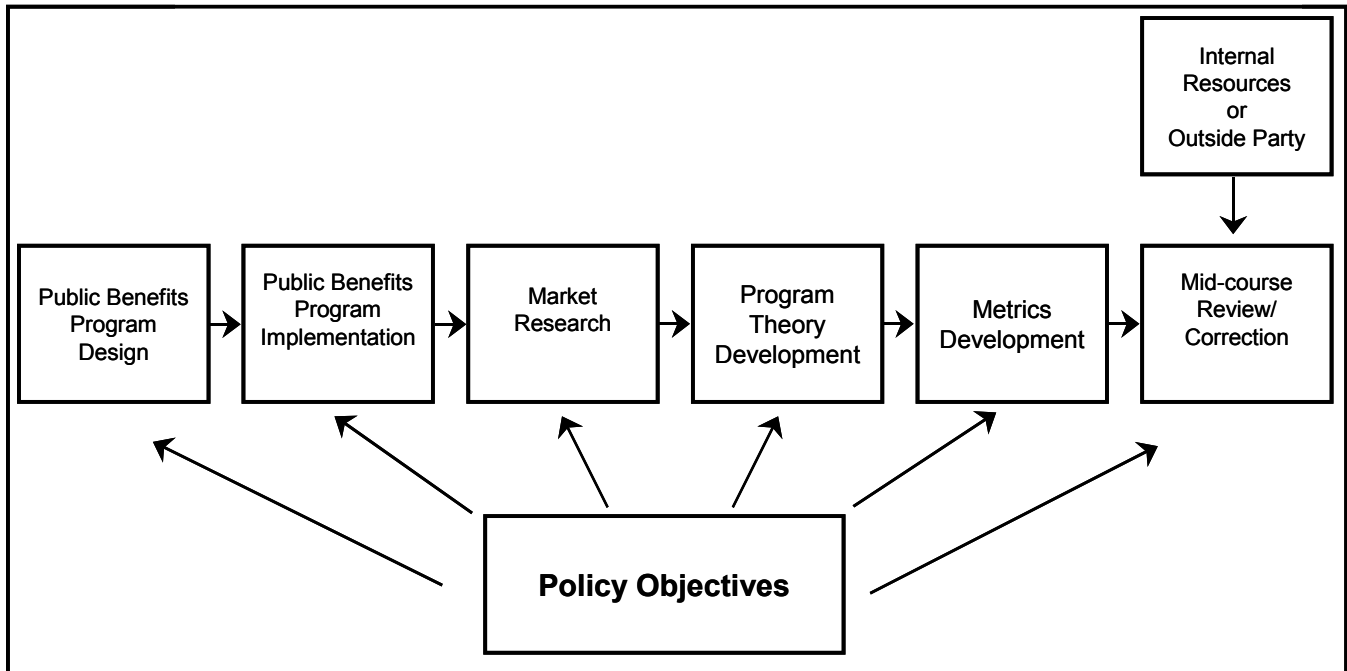 Internal
Resources
or
Outside Party
Public Benefits
Program
Design
Public Benefits
Program
Implementation
Market
Research
Program
Theory
Development
Metrics
Development
Mid-course
Review/
Correction
Policy Objectives